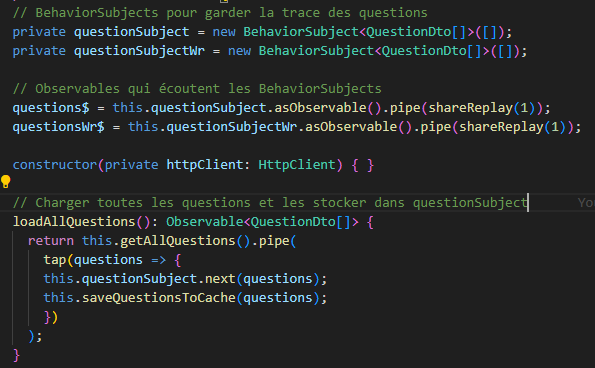 // BehaviorSubjects pour garder la trace des questions
private questionSubject = new BehaviorSubject<QuestionDto[]>([]);
private questionSubjectWr = new BehaviorSubject<QuestionDto[]>([]);
// Observables qui écoutent les BehaviorSubjects
questions$ = this.questionSubject.asObservable().pipe(shareReplay(1));
questionsWr$ = this.questionSubjectWr.asObservable().pipe(shareReplay(1));
constructor(private httpClient: HttpClient) { }
// Charger toutes les questions et les stocker dans questionSubject
loadAllQuestions(): Observable<QuestionDto[]> {
return this.getAllQuestions().pipe(
tap(questions => {
this.questionSubject.next(questions);
this.saveQuestionsToCache(questions);
})
);
}